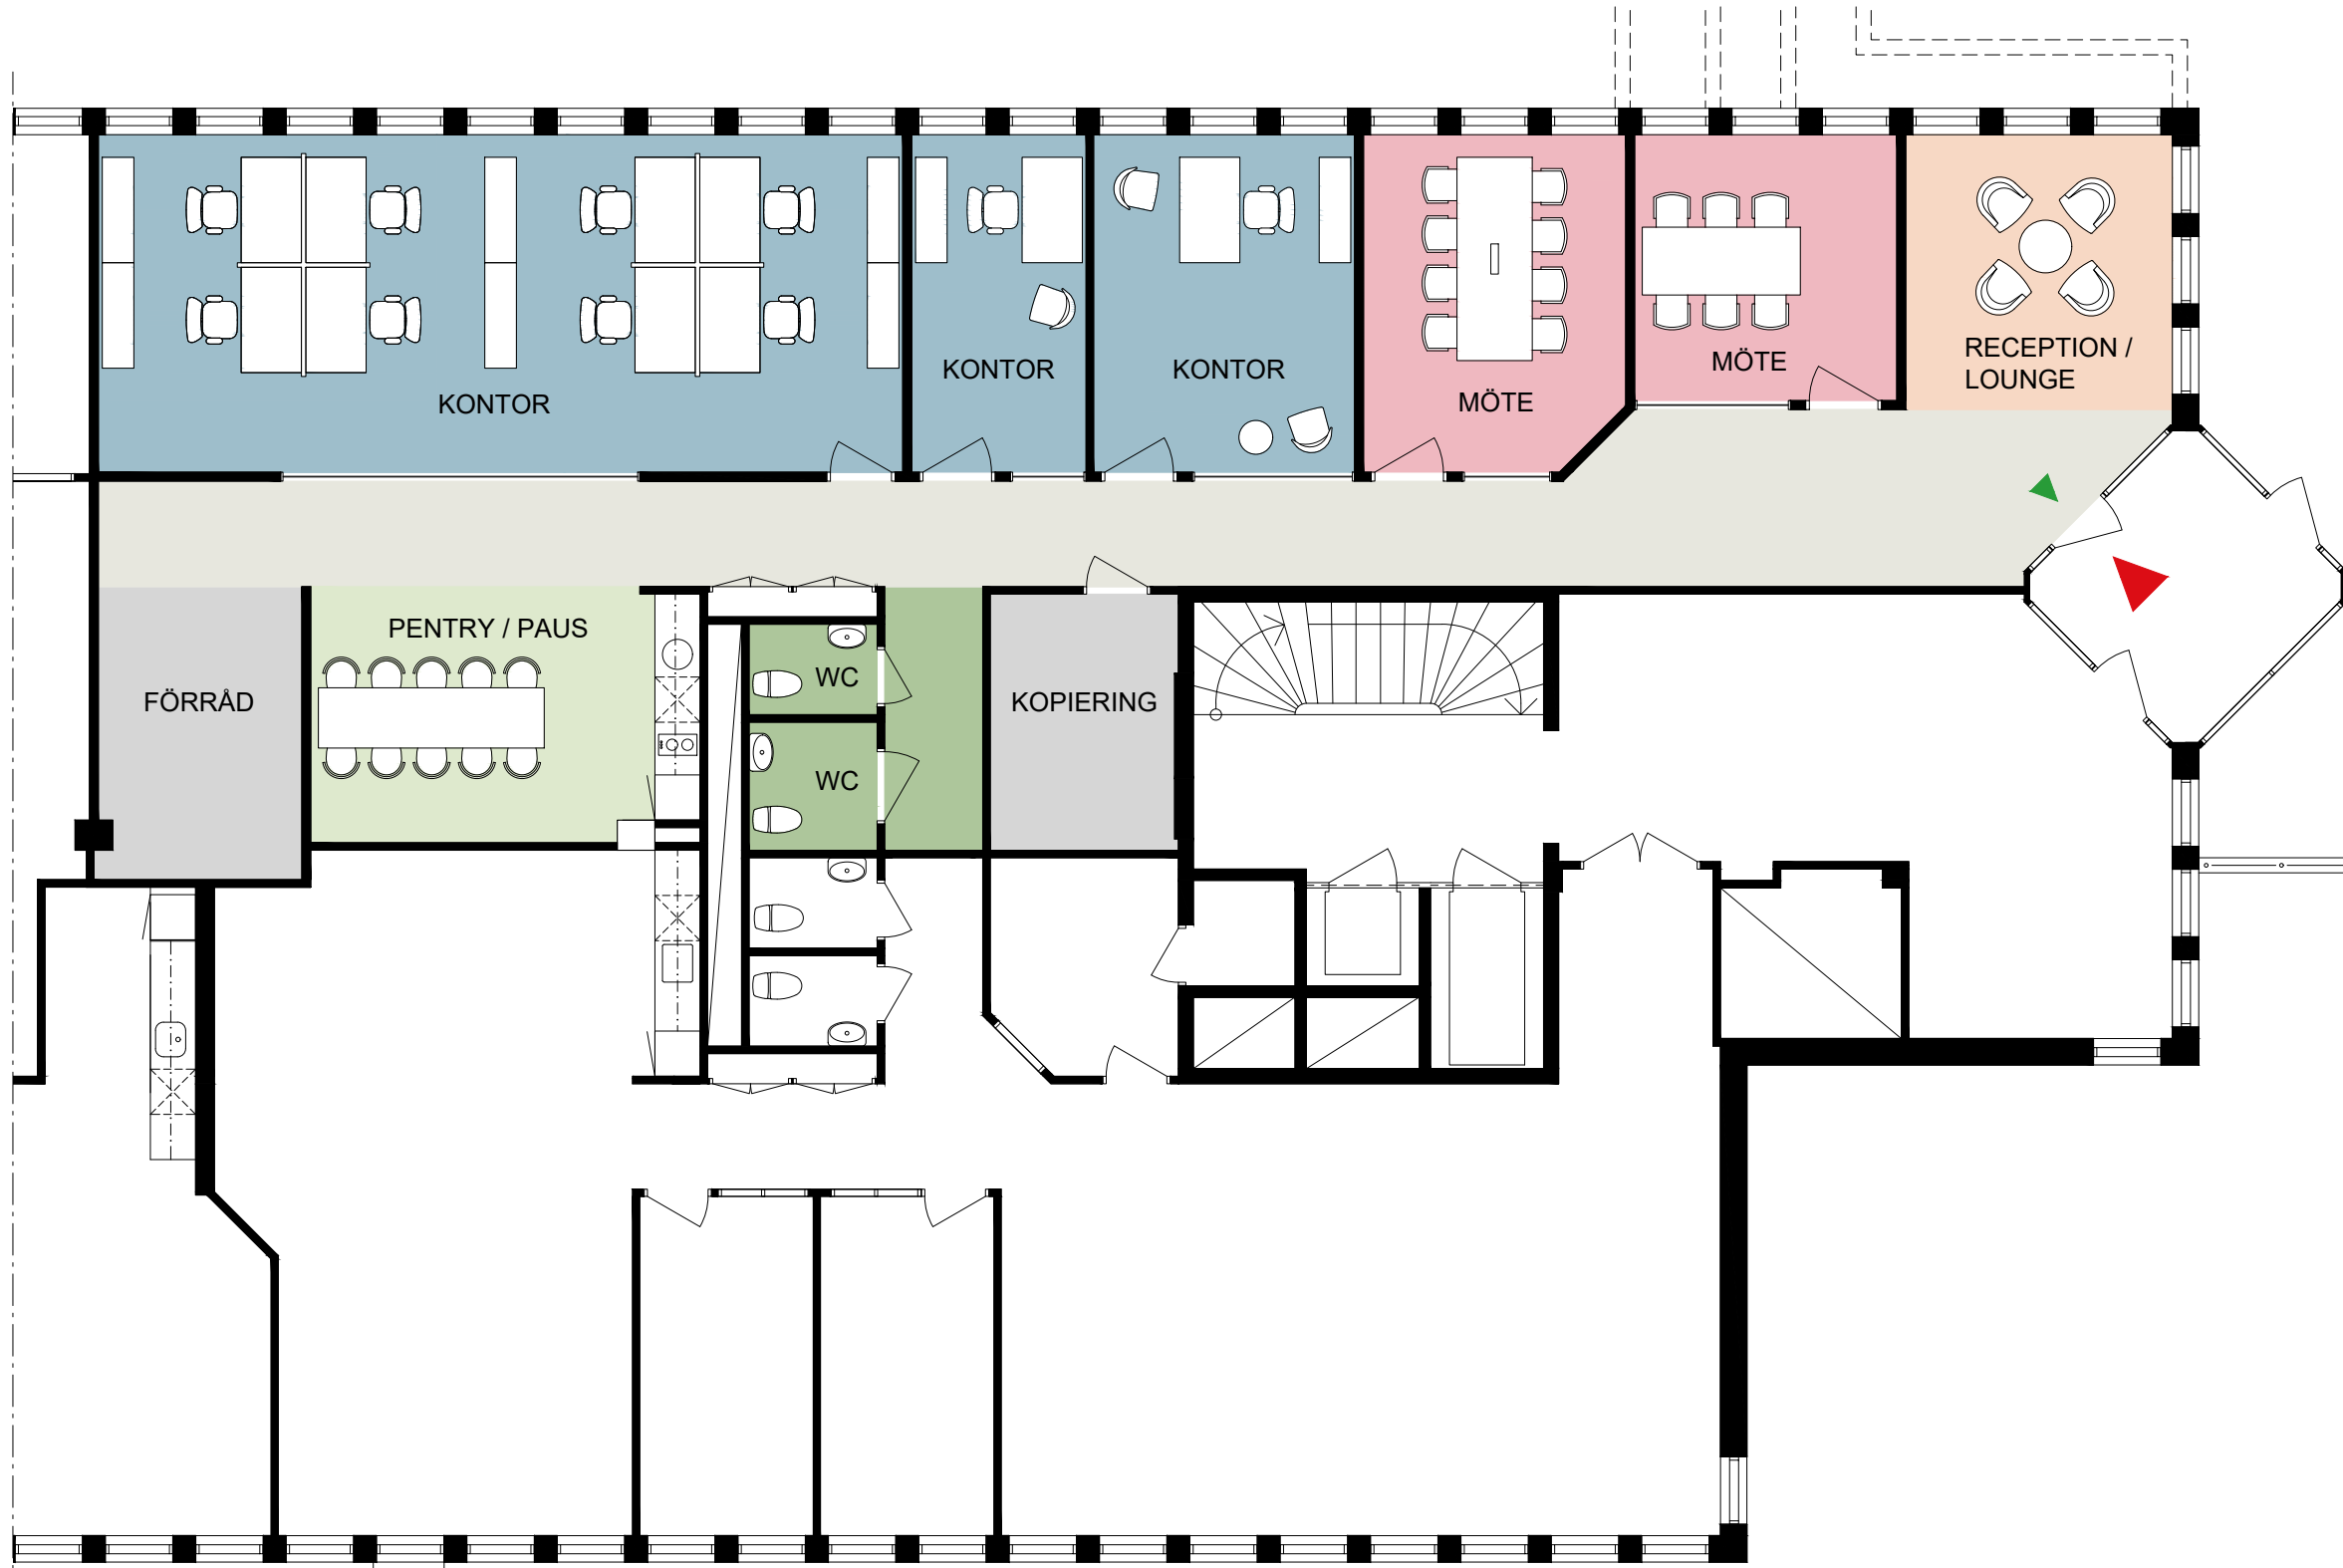 KONTOR
KONTOR
KONTOR
MÖTE
MÖTE
RECEPTION /
LOUNGE
FÖRRÅD
PENTRY / PAUS
WC
WC
KOPIERING